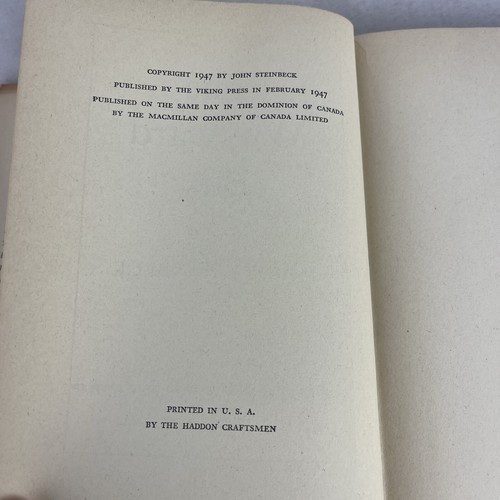 COPYRIGHT 1947 BY JOHN STEINBECK
PUBLISHED BY THE VIKING PRESS IN FEBRUARY 1947
PUBLISHED ON THE SAME DAY IN THE DOMINION OF CANADA
BY THE MACMILLAN COMPANY OF CANADA LIMITED
PRINTED IN U. S. A.
BY THE HADDON CRAFTSMEN